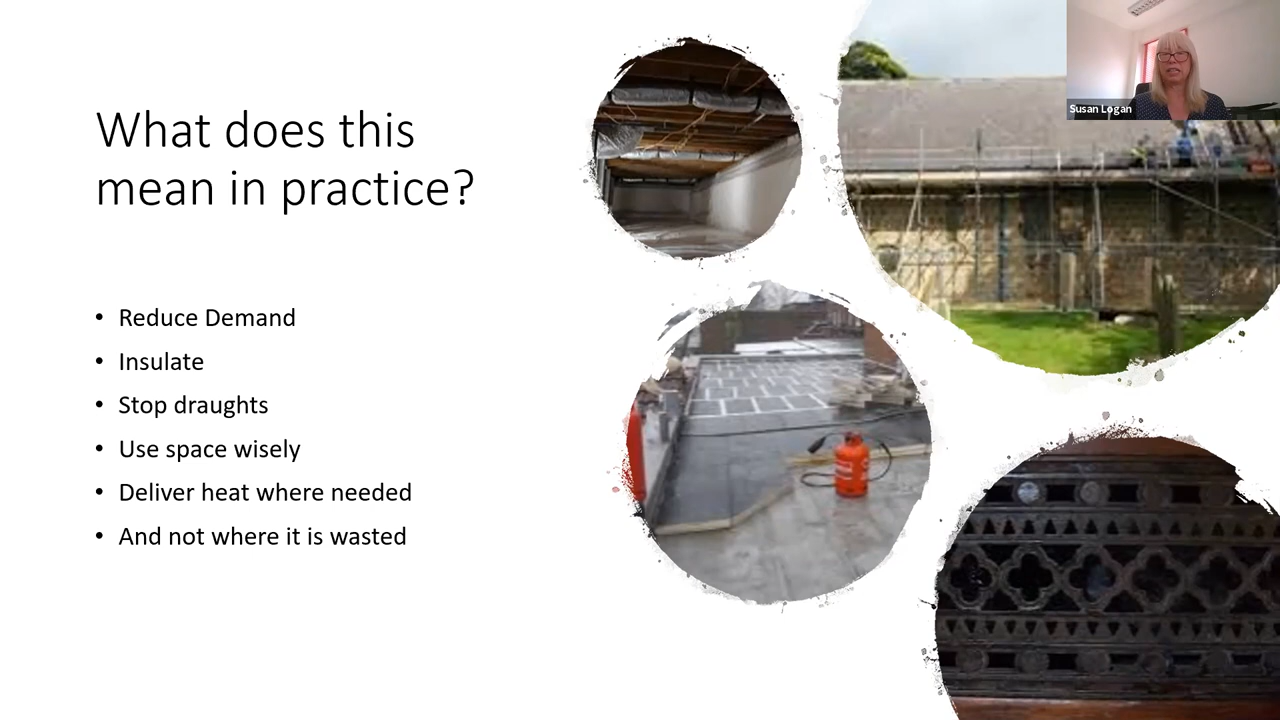 What does this
mean in practice?
• Reduce Demand
• Insulate
• Stop draughts
• Use space wisely
• Deliver heat where needed
• And not where it is wasted
Susan Logan